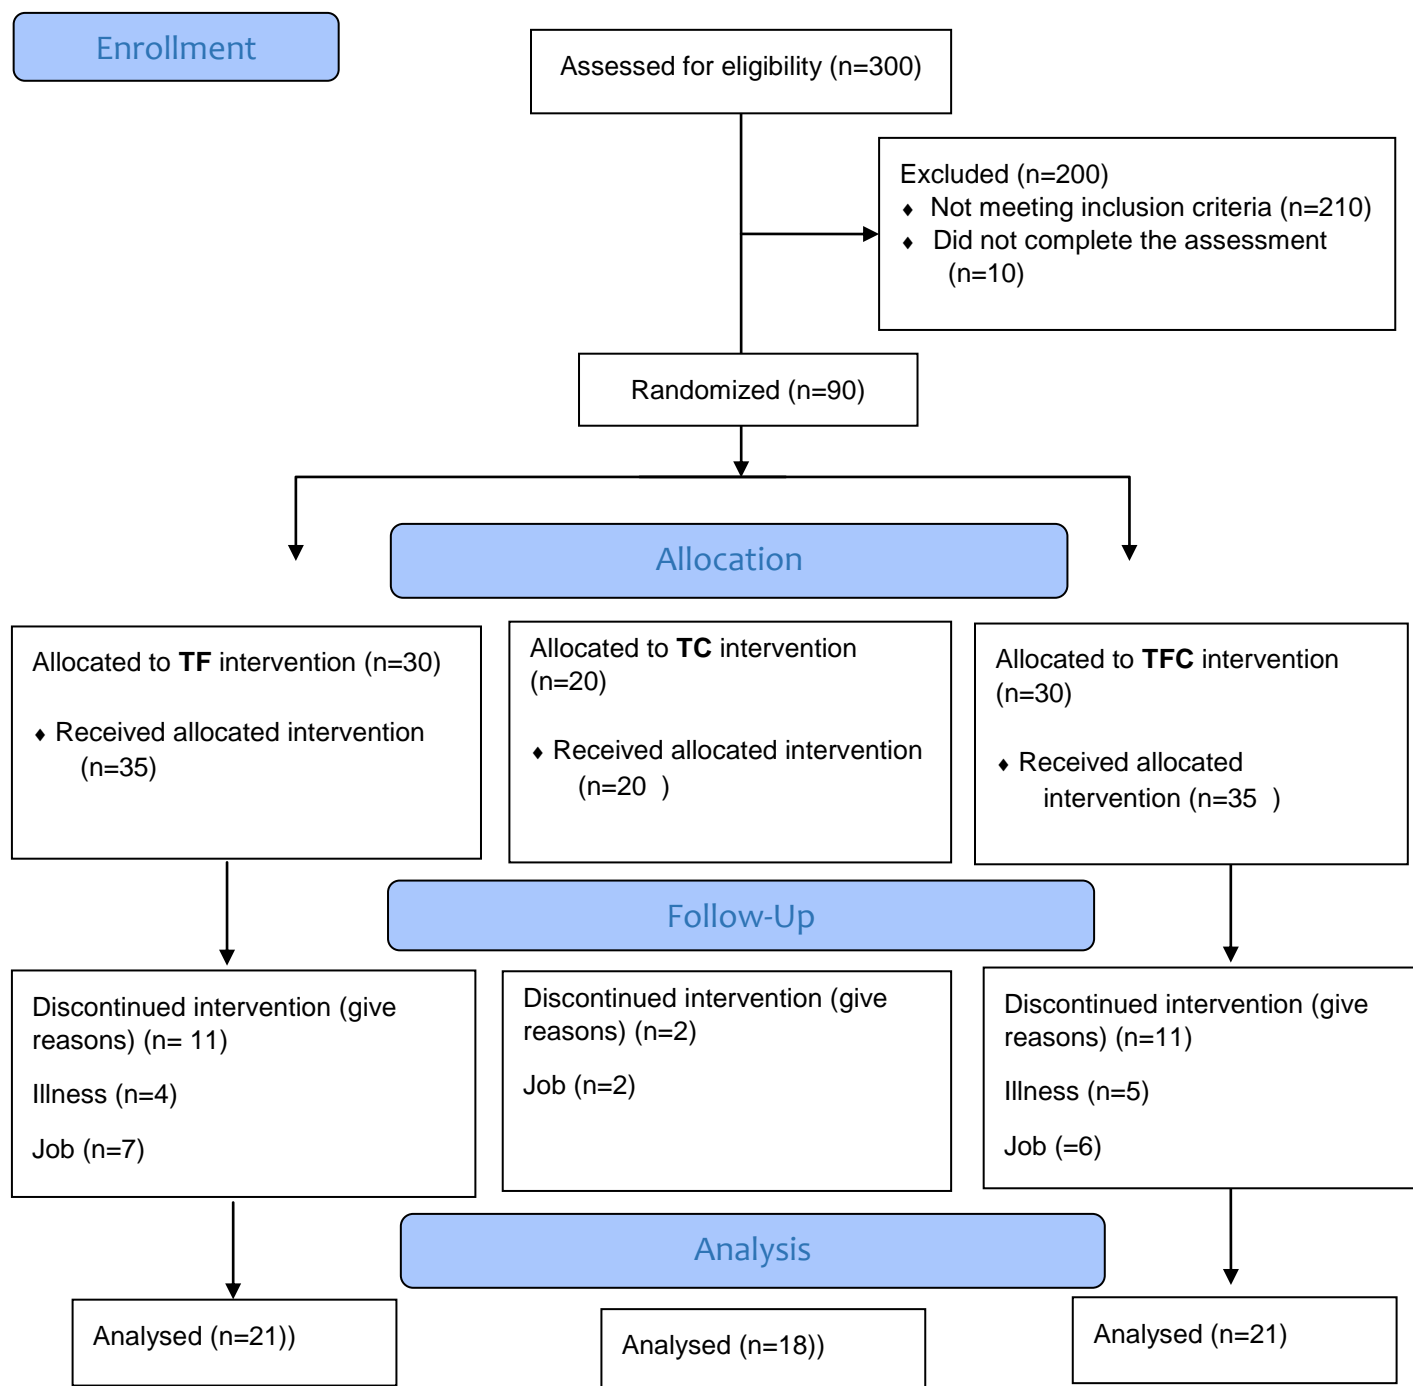 Enrollment
Assessed for eligibility (n=300)
Excluded (n=200)
♦ Not meeting inclusion criteria (n=210)
♦ Did not complete the assessment
(n=10)
Randomized (n=90)
Allocation
Allocated to TF intervention (n=30)
♦ Received allocated intervention
(n=35)
Allocated to TC intervention
(n=20)
♦ Received allocated intervention
(n=20 )
Allocated to TFC intervention
(n=30)
♦ Received allocated
intervention (n=35 )
Follow-Up
Discontinued intervention (give
reasons) (n= 11)
Illness (n=4)
Job (n=7)
Discontinued intervention (give
reasons) (n=2)
Job (n=2)
Discontinued intervention (give
reasons) (n=11)
Illness (n=5)
Job (=6)
Analysis
Analysed (n=21))
Analysed (n=18))
Analysed (n=21)